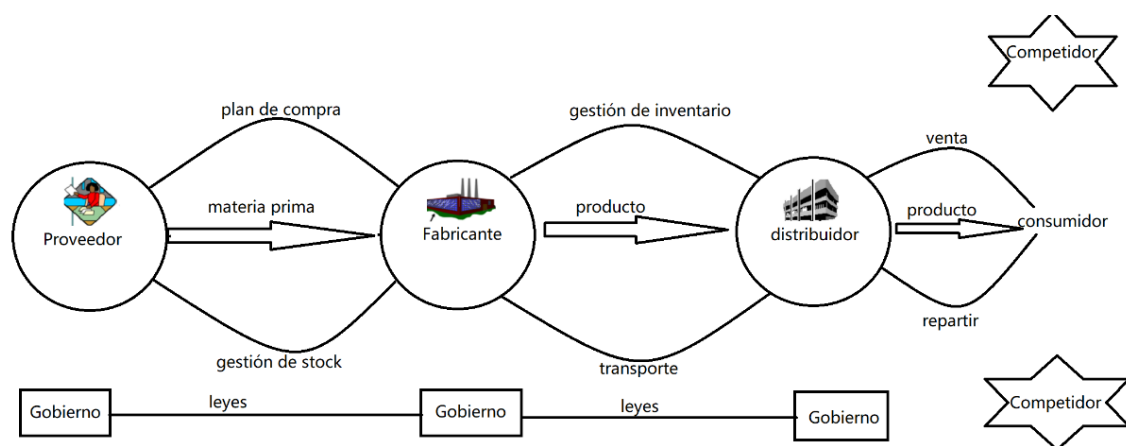 Competidor
plan de compra
gestión de inventario
venta
materia prima
producto
producto
Proveedor
Fabricante
distribuidor
consumidor
gestión de stock
transporte
repartir
Gobierno
leyes
Gobierno
leyes
Gobierno
Competidor